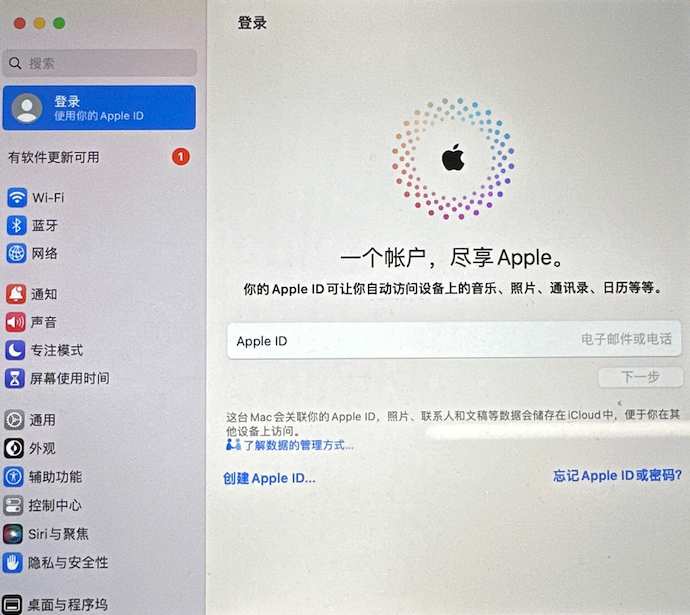 登录
搜索
登录
使用你的 Apple ID
有软件更新可用
1
Wi-Fi
蓝牙
网络
通知
声音
专注模式
屏幕使用时间
通用
外观
辅助功能
控制中心
Siri与聚焦
隐私与安全性
桌面与程序坞
一个帐户，尽享 Apple。
你的 Apple ID 可让你自动访问设备上的音乐、照片、通讯录、日历等等。
Apple ID
电子邮件或电话
下一步
这台 Mac 会关联你的 Apple ID，照片、联系人和文稿等数据会储存在 iCloud 中，便于你在其
他设备上访问。
了解数据的管理方式...
创建 Apple ID...
忘记 Apple ID 或密码?